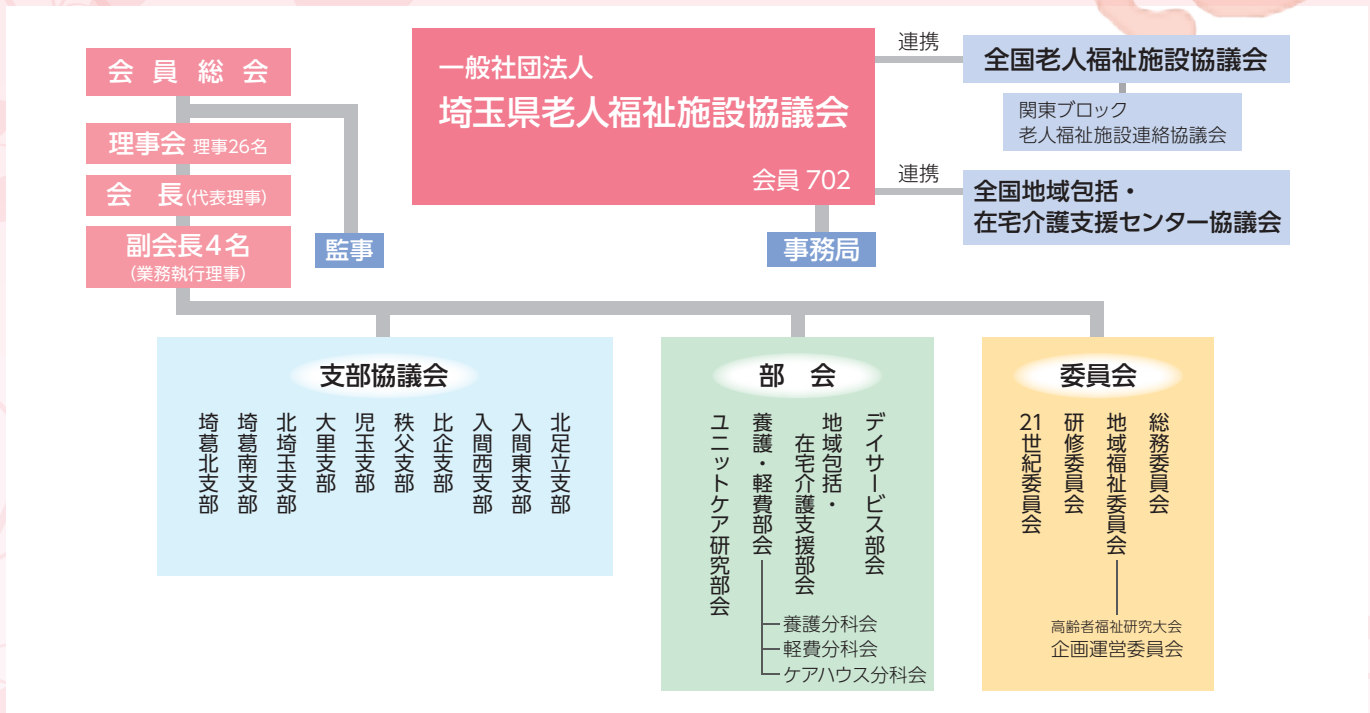 会員総会
理事会 理事26名
会 長(代表理事)
副会長4名
(業務執行理事)
監事
一般社団法人
埼玉県老人福祉施設協議会
会員 702
事務局
連携
全国老人福祉施設協議会
関東ブロック
老人福祉施設連絡協議会
連携
全国地域包括・
在宅介護支援センター協議会
支部協議会
北足立支部
入間東支部
入間西支部
比企支部
秩父支部
児玉支部
大里支部
北埼玉支部
埼葛南支部
埼葛北支部
部 会
デイサービス部会
地域包括・
在宅介護支援部会
養護・軽費部会
養護分科会
軽費分科会
ケアハウス分科会
ユニットケア研究部会
委員会
総務委員会
地域福祉委員会
高齢者福祉研究大会
企画運営委員会
研修委員会
21世紀委員会